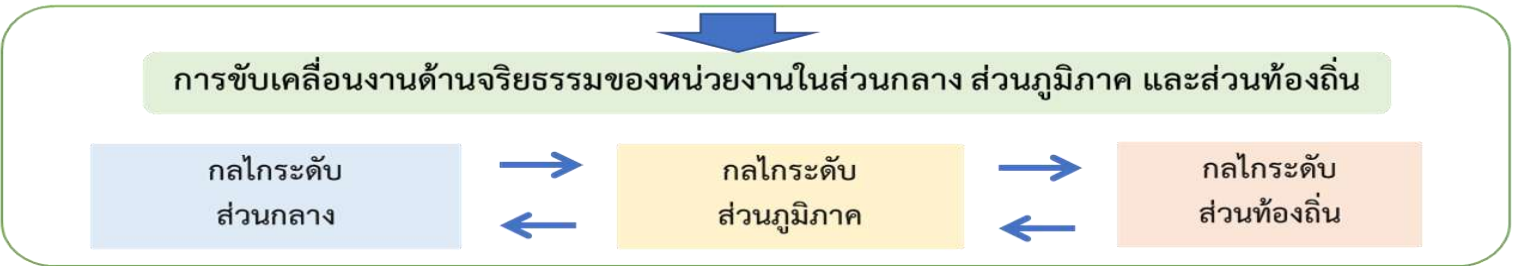 การขับเคลื่อนงานด้านจริยธรรมของหน่วยงานในส่วนกลาง ส่วนภูมิภาค และส่วนท้องถิ่น
กลไกระดับ
ส่วนกลาง
กลไกระดับ
ส่วนภูมิภาค
กลไกระดับ
ส่วนท้องถิ่น